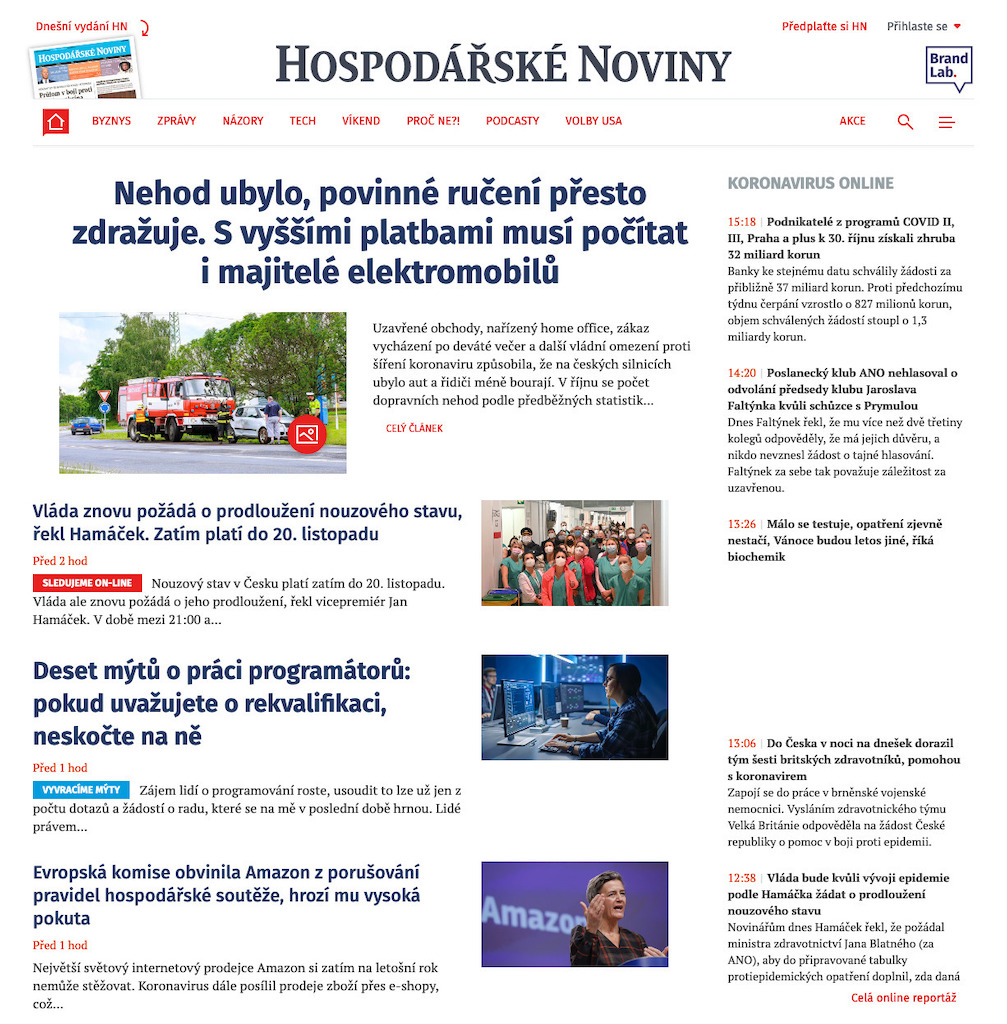 Dnešní vydání HN
Předplaťte si HN
Přihlaste se
HOSPODÁŘSKÉ NOVINY
HOSPODÁŘSKÉ NOVINY
Průlom v boji proti
Brand
Lab.
BYZNYS
ZPRÁVY
NÁZORY
TECH
VÍKEND
PROČ NE?!
PODCASTY
VOLBY USA
AKCE
Nehod ubylo, povinné ručení přesto
zdražuje. S vyššími platbami musí počítat
i majitelé elektromobilů
Uzavřené obchody, nařízený home office, zákaz
vycházení po deváté večer a další vládní omezení proti
šíření koronaviru způsobila, že na českých silnicích
ubylo aut a řidiči méně bourají. V říjnu se počet
dopravních nehod podle předběžných statistik...
CELÝ ČLÁNEK
Vláda znovu požádá o prodloužení nouzového stavu,
řekl Hamáček. Zatím platí do 20. listopadu
Před 2 hod
SLEDUJEME ON-LINE Nouzový stav v Česku platí zatím do 20. listopadu.
Vláda ale znovu požádá o jeho prodloužení, řekl vicepremiér Jan
Hamáček. V době mezi 21:00 a...
Deset mýtů o práci programátorů:
pokud uvažujete o rekvalifikaci,
neskočte na ně
Před 1 hod
VYVRACÍME MÝTY Zájem lidí o programování roste, usoudit to lze už jen z
počtu dotazů a žádostí o radu, které se na mě v poslední době hrnou. Lidé
právem...
Evropská komise obvinila Amazon z porušování
pravidel hospodářské soutěže, hrozí mu vysoká
pokuta
Před 1 hod
Největší světový internetový prodejce Amazon si zatím na letošní rok
nemůže stěžovat. Koronavirus dále posílil prodeje zboží přes e-shopy,
což...
Amazon
KORONAVIRUS ONLINE
15:18 | Podnikatelé z programů COVID II,
III, Praha a plus k 30. říjnu získali zhruba
32 miliard korun
Banky ke stejnému datu schválily žádosti za
přibližně 37 miliard korun. Proti předchozímu
týdnu čerpání vzrostlo o 827 milionů korun,
objem schválených žádostí stoupl o 1,3
miliardy korun.
14:20 | Poslanecký klub ANO nehlasoval o
odvolání předsedy klubu Jaroslava
Faltýnka kvůli schůzce s Prymulou
Dnes Faltýnek řekl, že mu více než dvě třetiny
kolegů odpověděly, že má jejich důvěru, a
nikdo nevznesl žádost o tajné hlasování.
Faltýnek za sebe tak považuje záležitost za
uzavřenou.
13:26 | Málo se testuje, opatření zjevně
nestačí, Vánoce budou letos jiné, říká
biochemik
13:06 | Do Česka v noci na dnešek dorazil
tým šesti britských zdravotníků, pomohou
s koronavirem
Zapojí se do práce v brněnské vojenské
nemocnici. Vysláním zdravotnického týmu
Velká Británie odpověděla na žádost České
republiky o pomoc v boji proti epidemii.
12:38 | Vláda bude kvůli vývoji epidemie
podle Hamáčka žádat o prodloužení
nouzového stavu
Novinářům dnes Hamáček řekl, že požádal
ministra zdravotnictví Jana Blatného (za
ANO), aby do připravované tabulky
protiepidemických opatření doplnil, zda daná
Celá online reportáž